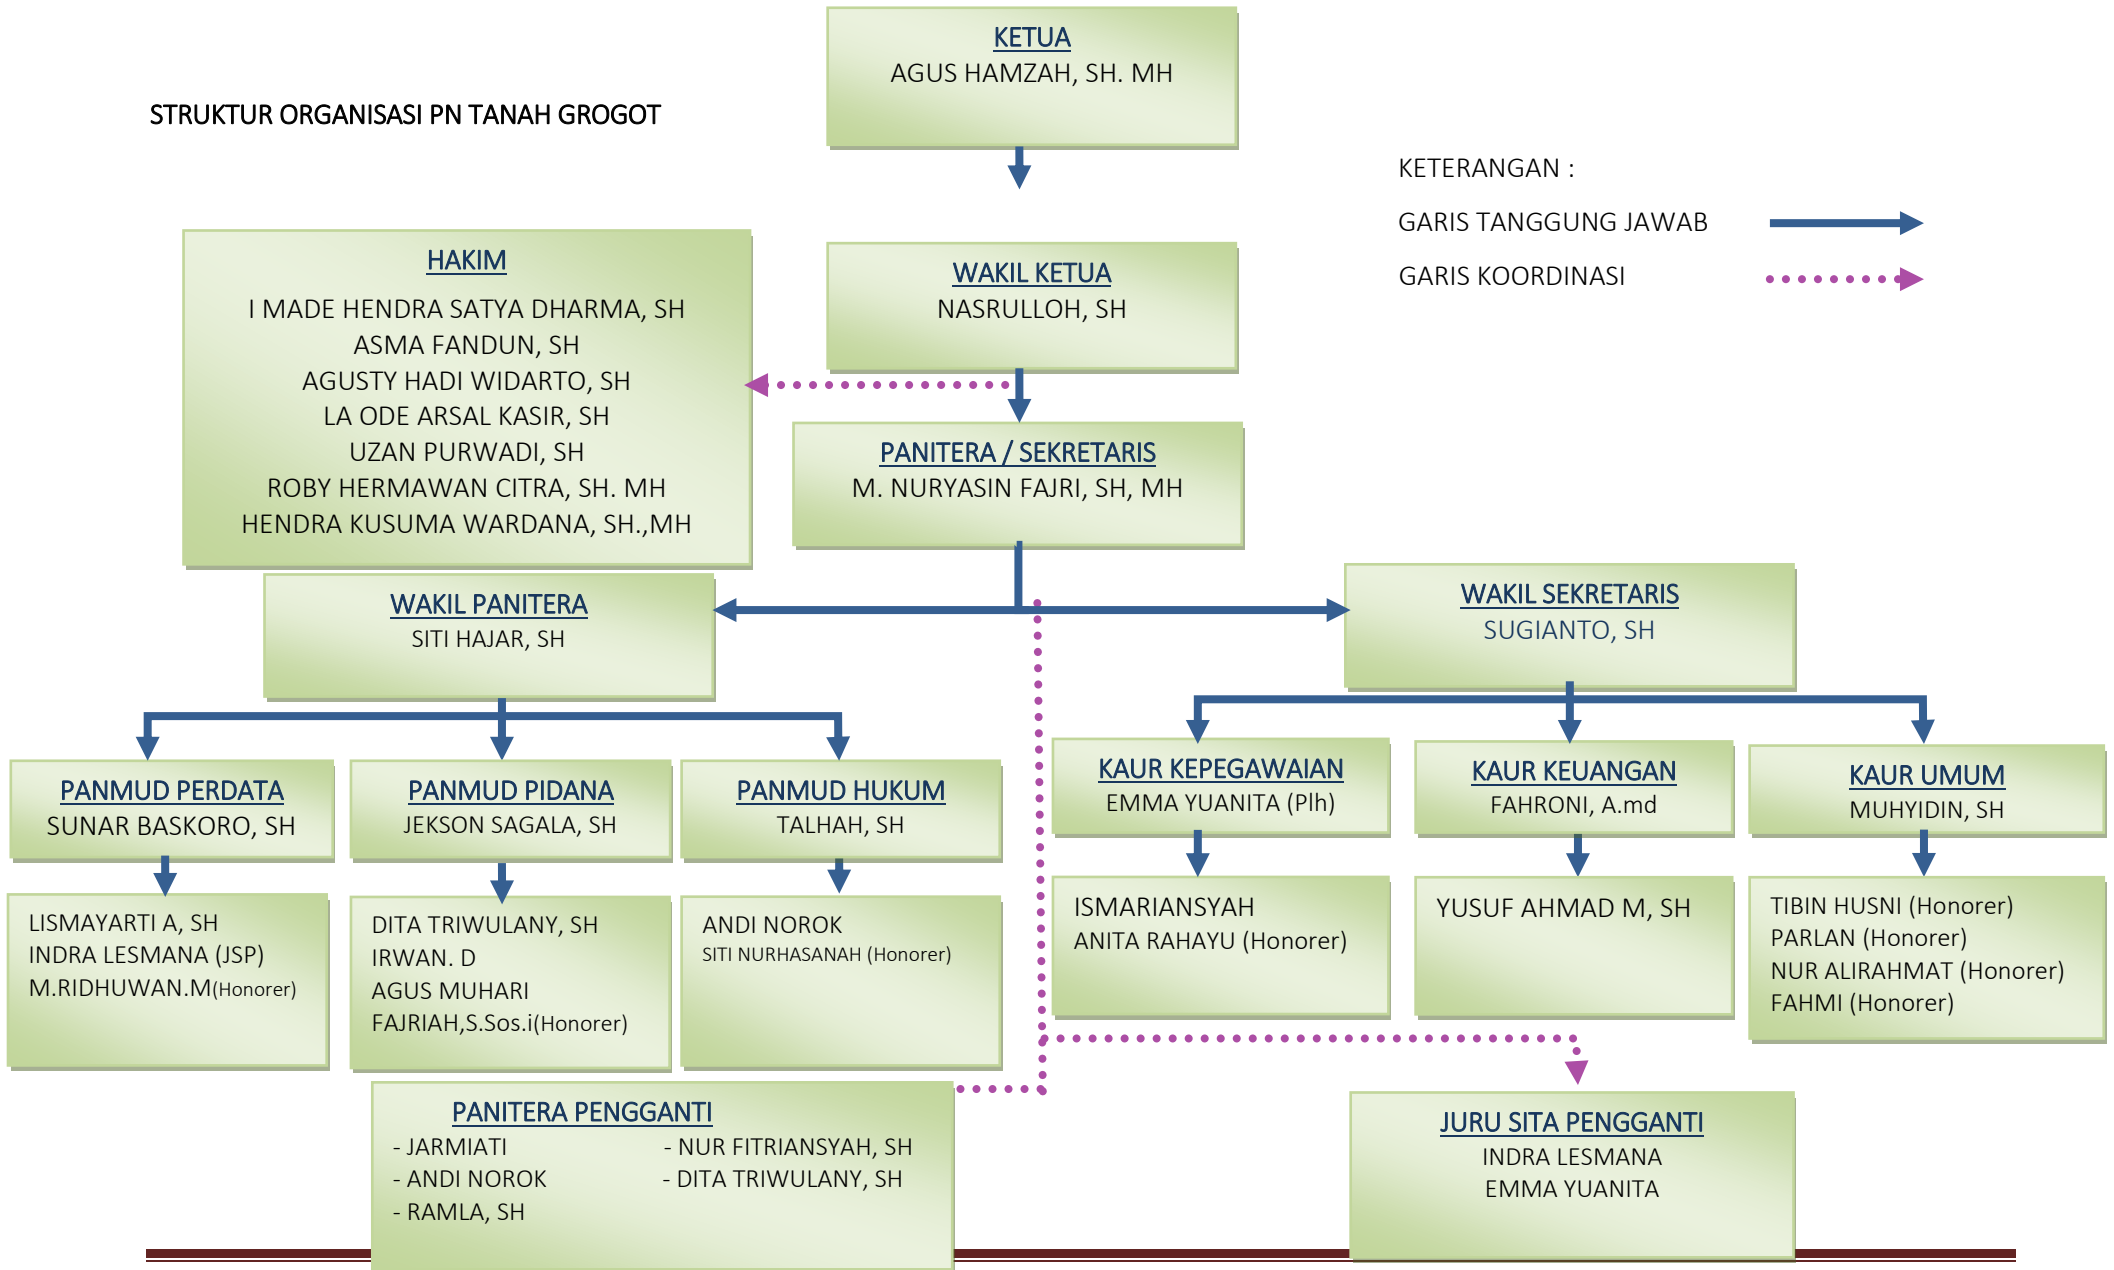 KETUA
AGUS HAMZAH, SH. MH
STRUKTUR ORGANISASI PN TANAH GROGOT
KETERANGAN :
GARIS TANGGUNG JAWAB
GARIS KOORDINASI
HAKIM
I MADE HENDRA SATYA DHARMA, SH
ASMA FANDUN, SH
AGUSTY HADI WIDARTO, SH
LA ODE ARSAL KASIR, SH
UZAN PURWADI, SH
ROBY HERMAWAN CITRA, SH. MH
HENDRA KUSUMA WARDANA, SH.,MH
WAKIL KETUA
NASRULLOH, SH
PANITERA / SEKRETARIS
M. NURYASIN FAJRI, SH, MH
WAKIL PANITERA
SITI HAJAR, SH
WAKIL SEKRETARIS
SUGIANTO, SH
PANMUD PERDATA
SUNAR BASKORO, SH
PANMUD PIDANA
JEKSON SAGALA, SH
PANMUD HUKUM
TALHAH, SH
KAUR KEPEGAWAIAN
EMMA YUANITA (Plh)
KAUR KEUANGAN
FAHRONI, A.md
KAUR UMUM
MUHYIDIN, SH
LISMAYARTI A, SH
INDRA LESMANA (JSP)
M.RIDHUWAN.M(Honorer)
DITA TRIWULANY, SH
IRWAN. D
AGUS MUHARI
FAJRIAH,S.Sos.i(Honorer)
ANDI NOROK
SITI NURHASANAH (Honorer)
ISMARIANSYAH
ANITA RAHAYU (Honorer)
YUSUF AHMAD M, SH
TIBIN HUSNI (Honorer)
PARLAN (Honorer)
NUR ALIRAHMAT (Honorer)
FAHMI (Honorer)
PANITERA PENGGANTI
- JARMIATI - NUR FITRIANSYAH, SH
- ANDI NOROK - DITA TRIWULANY, SH
- RAMLA, SH
JURU SITA PENGGANTI
INDRA LESMANA
EMMA YUANITA